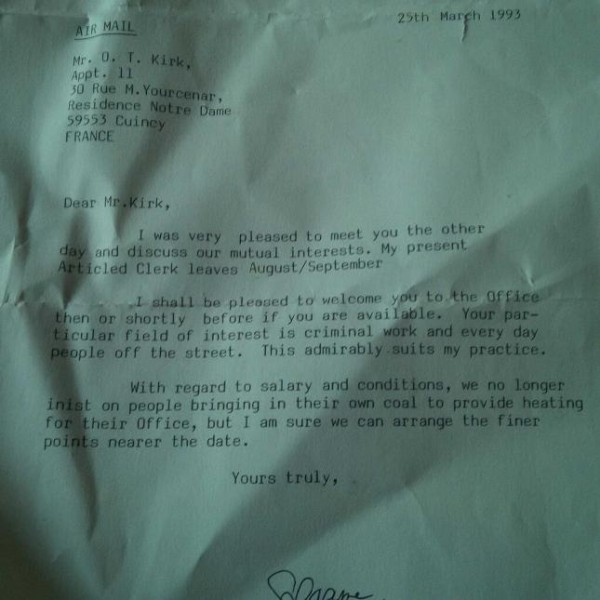 25th March 1993
AIR MAIL
Mr. O. T. Kirk,
Appt. 11
30 Rue M.Yourcenar,
Residence Notre Dame
59553 Cuincy
FRANCE
Dear Mr.Kirk,
I was very pleased to meet you the other
day and discuss our mutual interests. My present
Articled Clerk leaves August/September
I shall be pleased to welcome you to the Office
then or shortly before if you are available. Your par-
ticular field of interest is criminal work and every day
people off the street. This admirably suits my practice.
With regard to salary and conditions, we no longer
inist on people bringing in their own coal to provide heating
for their Office, but I am sure we can arrange the finer
points nearer the date.
Yours truly,